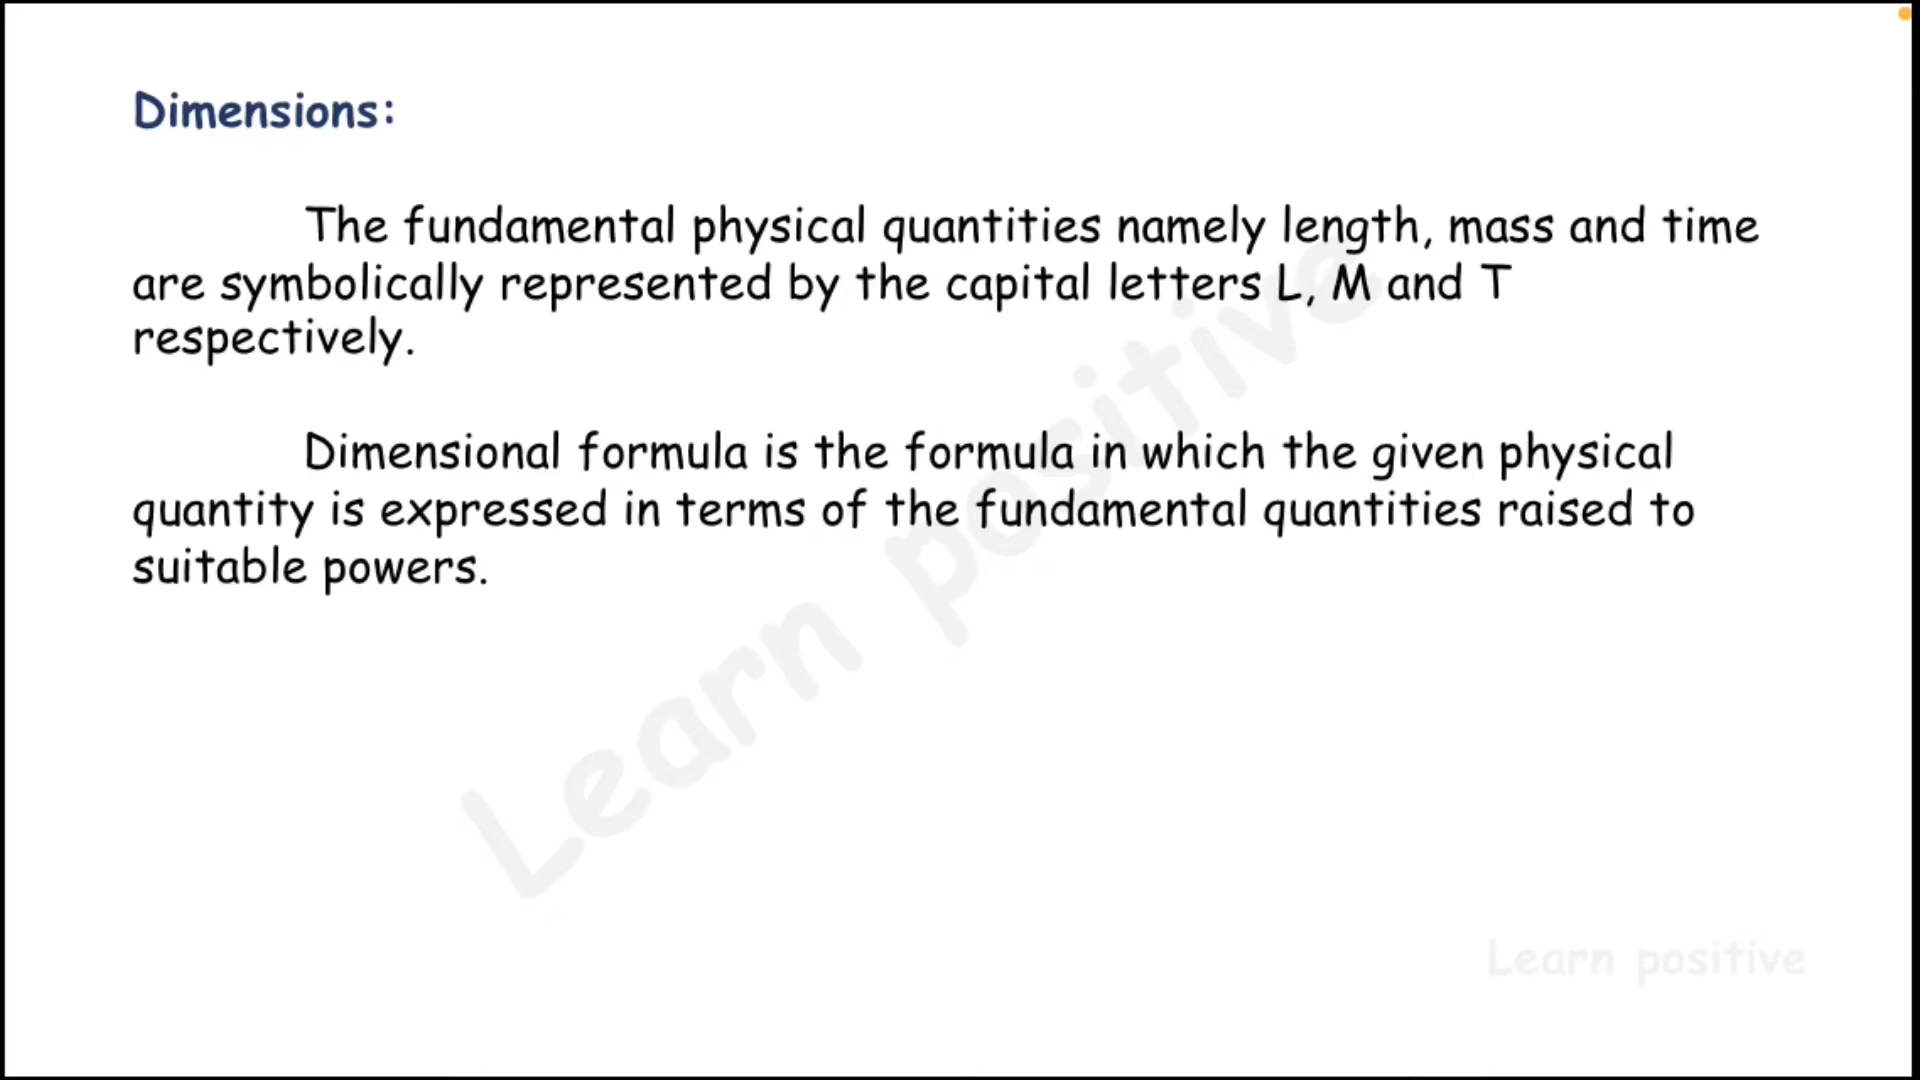 Dimensions:
The fundamental physical quantities namely length, mass and time
are symbolically represented by the capital letters L, M and T
respectively.
Dimensional formula is the formula in which the given physical
quantity is expressed in terms of the fundamental quantities raised to
suitable powers.
Learn positive
Learn positive